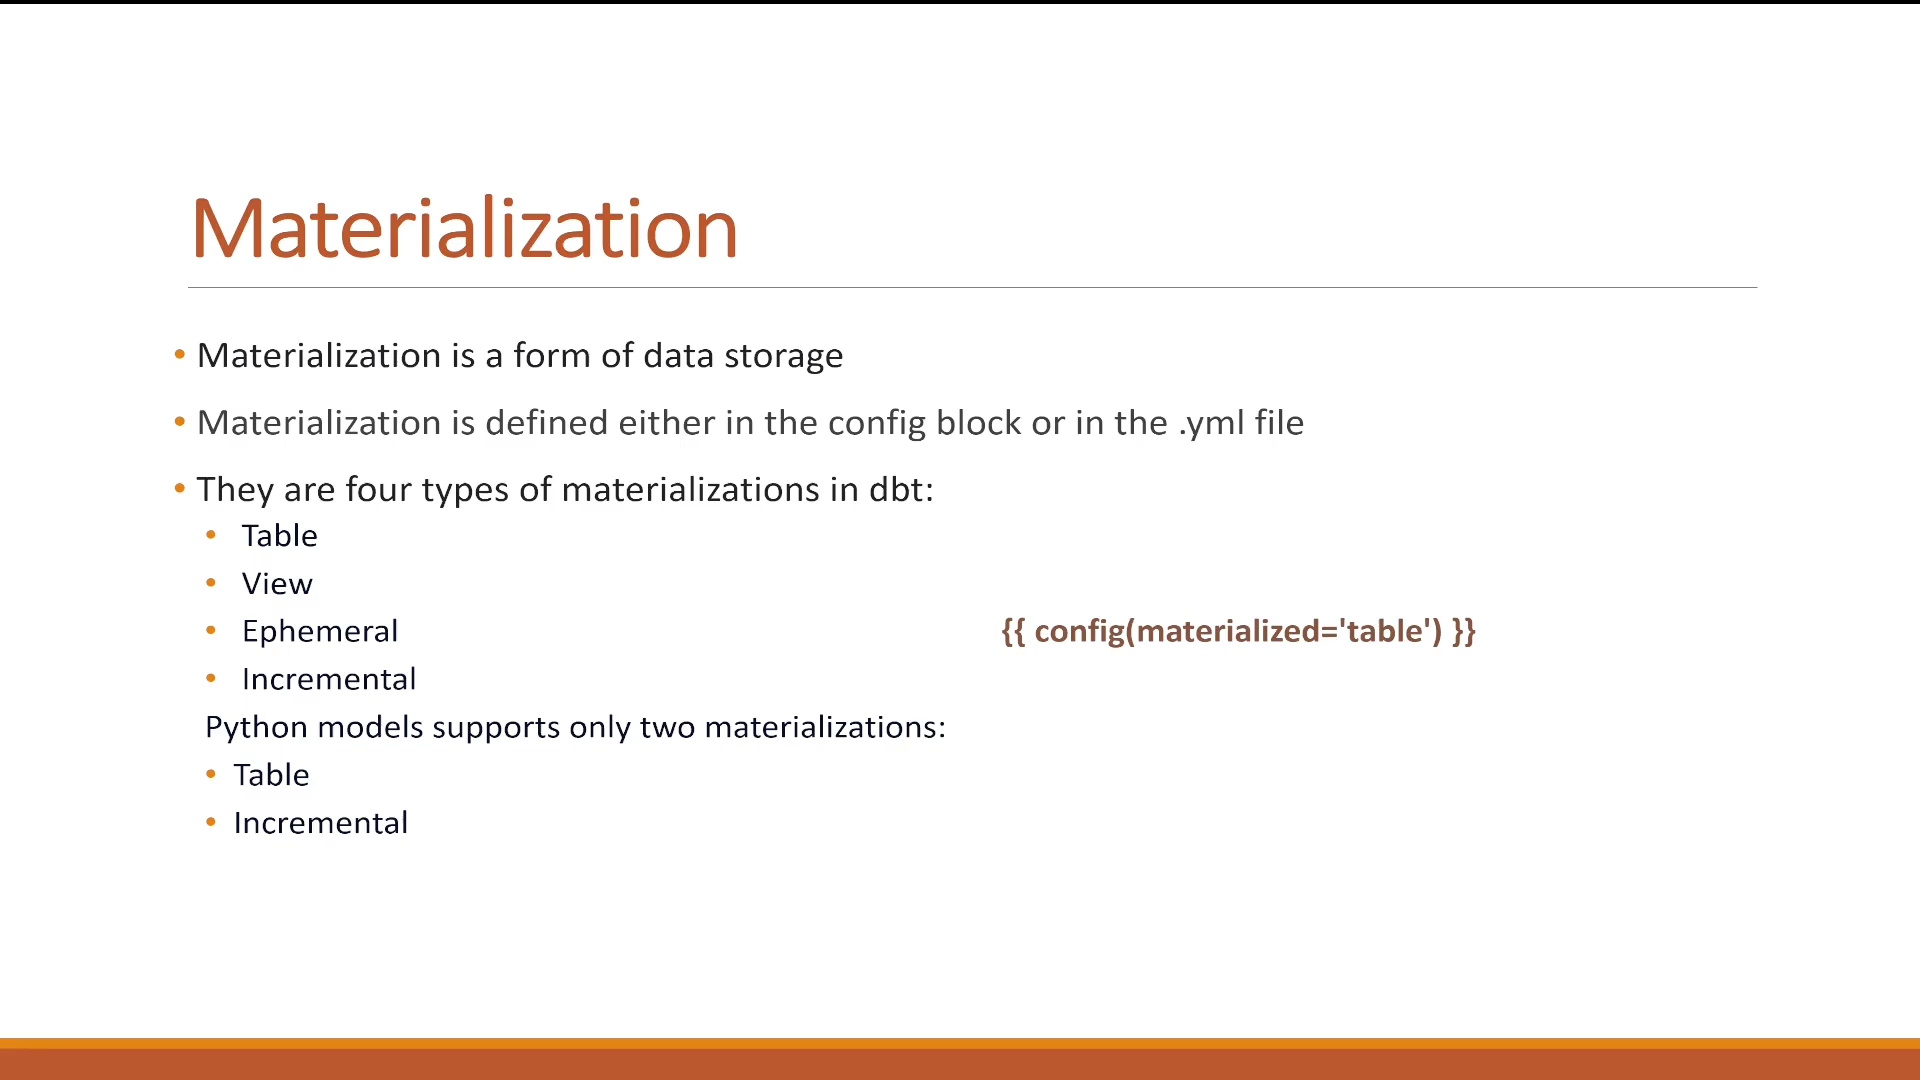 Materialization
• Materialization is a form of data storage
• Materialization is defined either in the config block or in the .yml file
• They are four types of materializations in dbt:
• Table
• View
• Ephemeral
{{ config(materialized='table') }}
• Incremental
Python models supports only two materializations:
• Table
• Incremental